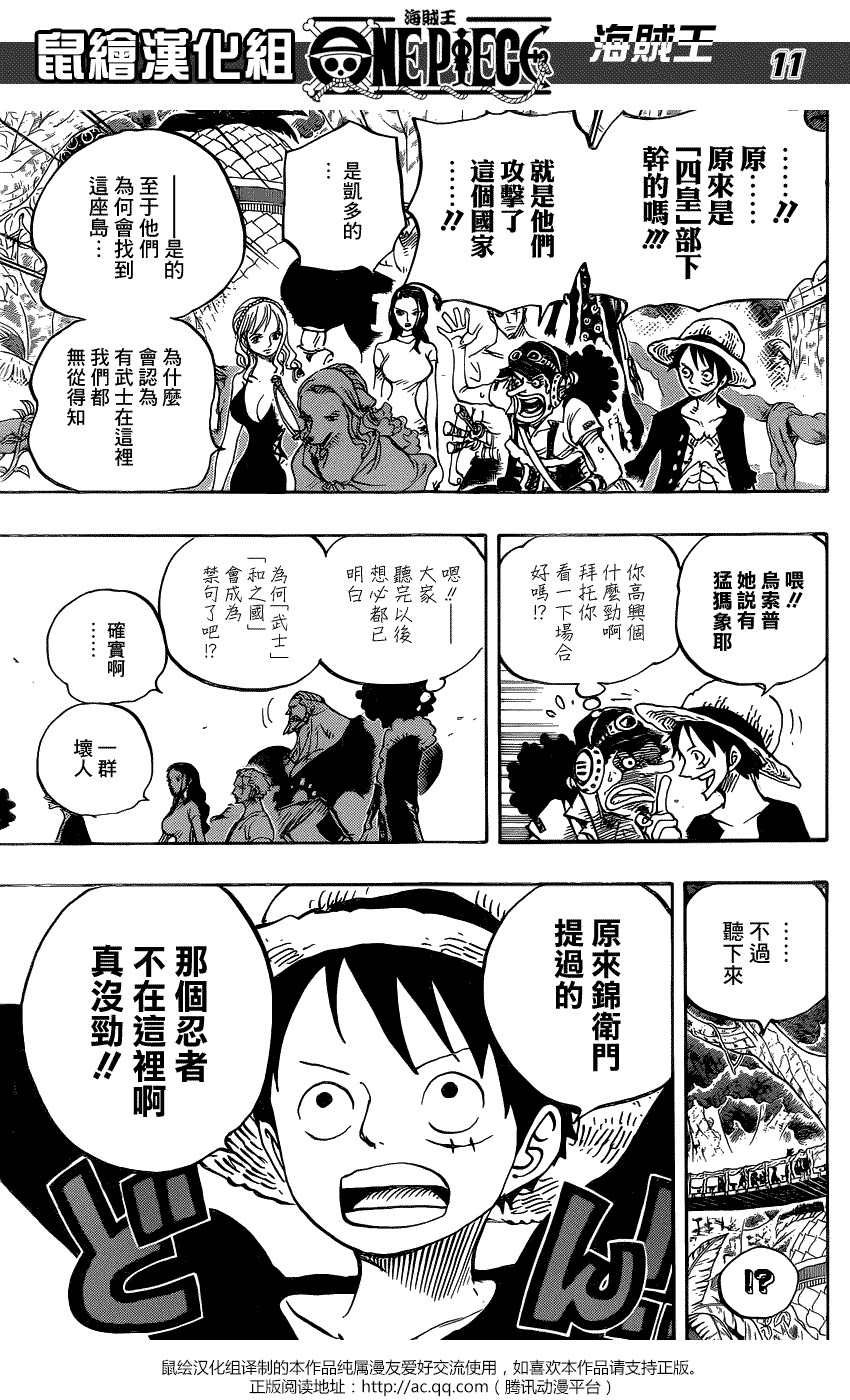 鼠繪漢化組
海賊王
ONE PIECE
海賊王
11
……!!
原……
原來是
「四皇」部下
幹的嗎!!!
就是他們
攻擊了
這個國家
……!!
是凱多的
…
——是的
至于他們
為何會找到
這座島…
為什麼
會認為
有武士在這裡
我們都
無從得知
喂!!
烏索普
她說有
猛獁象耶
你高興個
什麼勁啊
拜托你
看一下場合
好嗎!?
嗯!!——
大家
聽完以後
想必都已
明白
為何「武士」
「和之國」
會成為
禁句了吧!?
確實啊
……
一群
壞人
……
不過
聽下來
!?
原來錦衛門
提過的
那個忍者
不在這裡啊
真沒勁!!
どん!!
鼠绘汉化组译制的本作品纯属漫友爱好交流使用，如喜欢本作品请支持正版。
正版阅读地址：http://ac.qq.com（腾讯动漫平台）